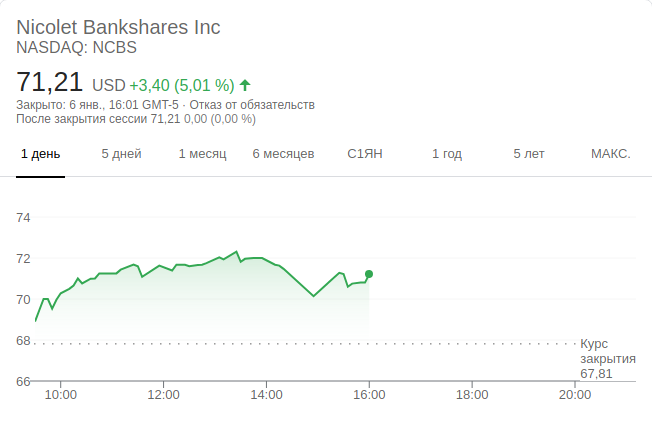 Nicolet Bankshares Inc
NASDAQ: NCBS
71,21 USD +3,40 (5,01 %)
Закрыто: 6 янв., 16:01 GMT-5 · Отказ от обязательств
После закрытия сессии 71,21 0,00 (0,00 %)
1 день 5 дней 1 месяц 6 месяцев С1ЯН 1 год 5 лет МАКС.
74
72
70
68
66
Курс
закрытия
67,81
10:00 12:00 14:00 16:00 18:00 20:00